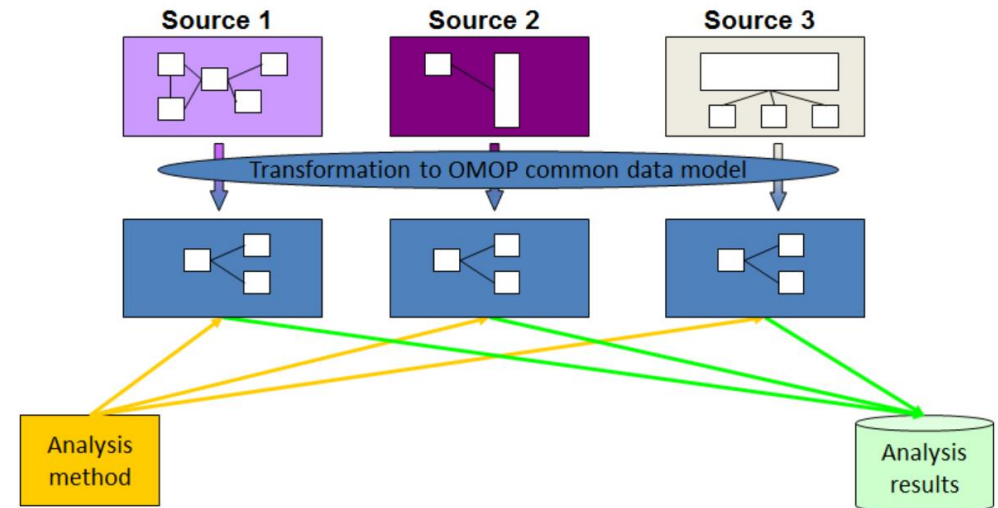 Source 1
Source 2
Source 3
Transformation to OMOP common data model
Analysis
method
Analysis
results